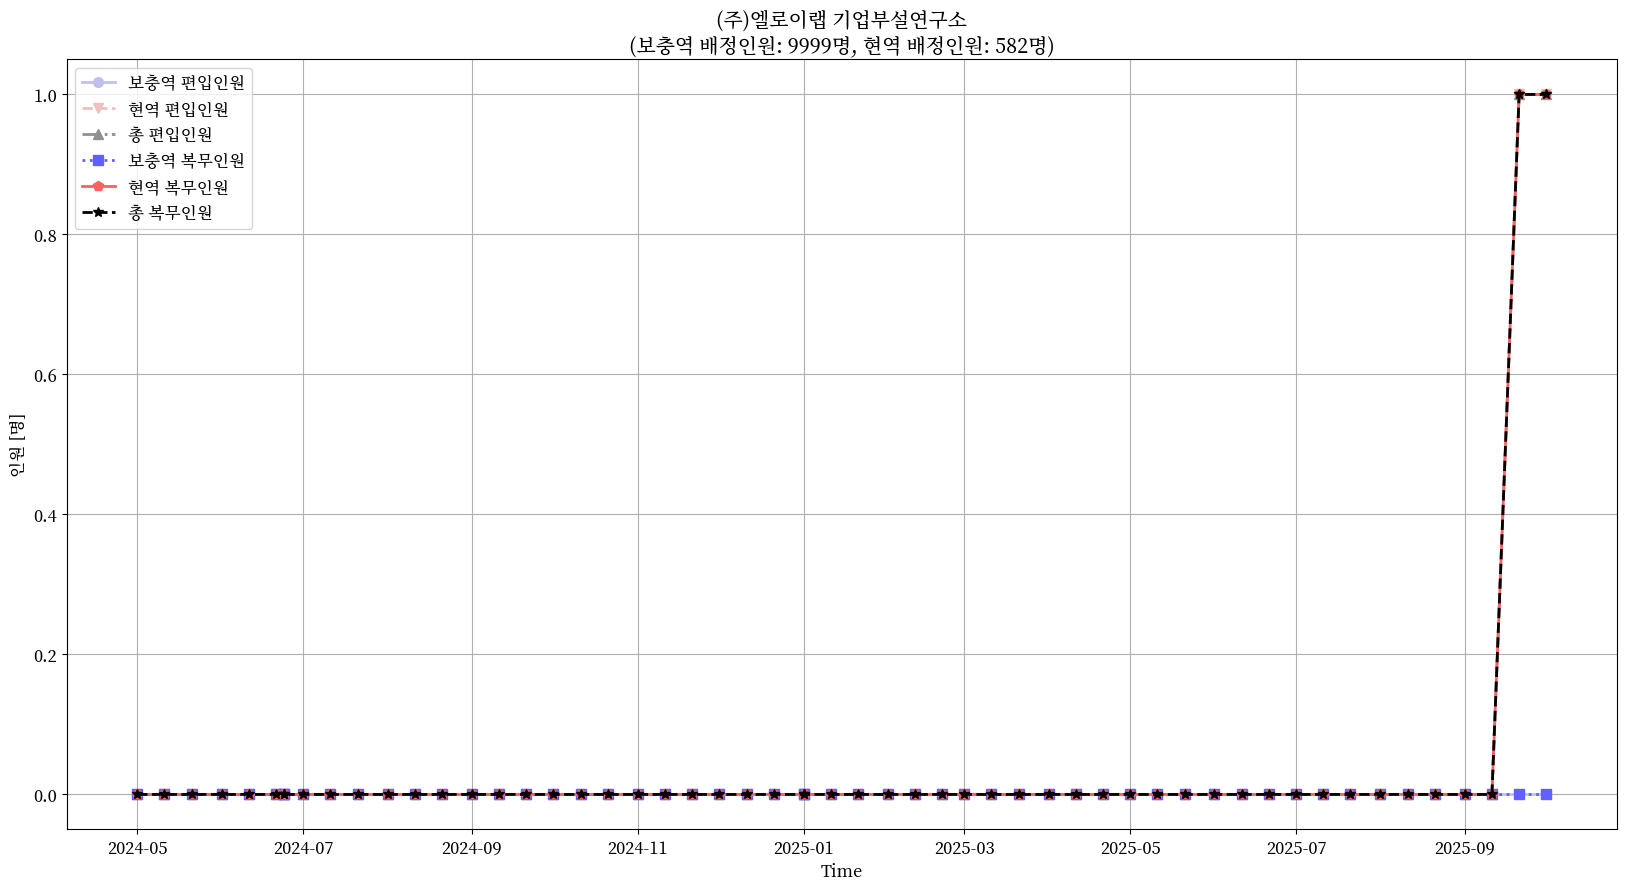 (주)엘로이랩 기업부설연구소
(보충역 배정인원: 9999명, 현역 배정인원: 582명)
보충역 편입인원
현역 편입인원
총 편입인원
보충역 복무인원
현역 복무인원
총 복무인원
1.0
0.8
0.6
0.4
0.2
0.0
인원 [명]
2024-05 2024-07 2024-09 2024-11 2025-01 2025-03 2025-05 2025-07 2025-09
Time